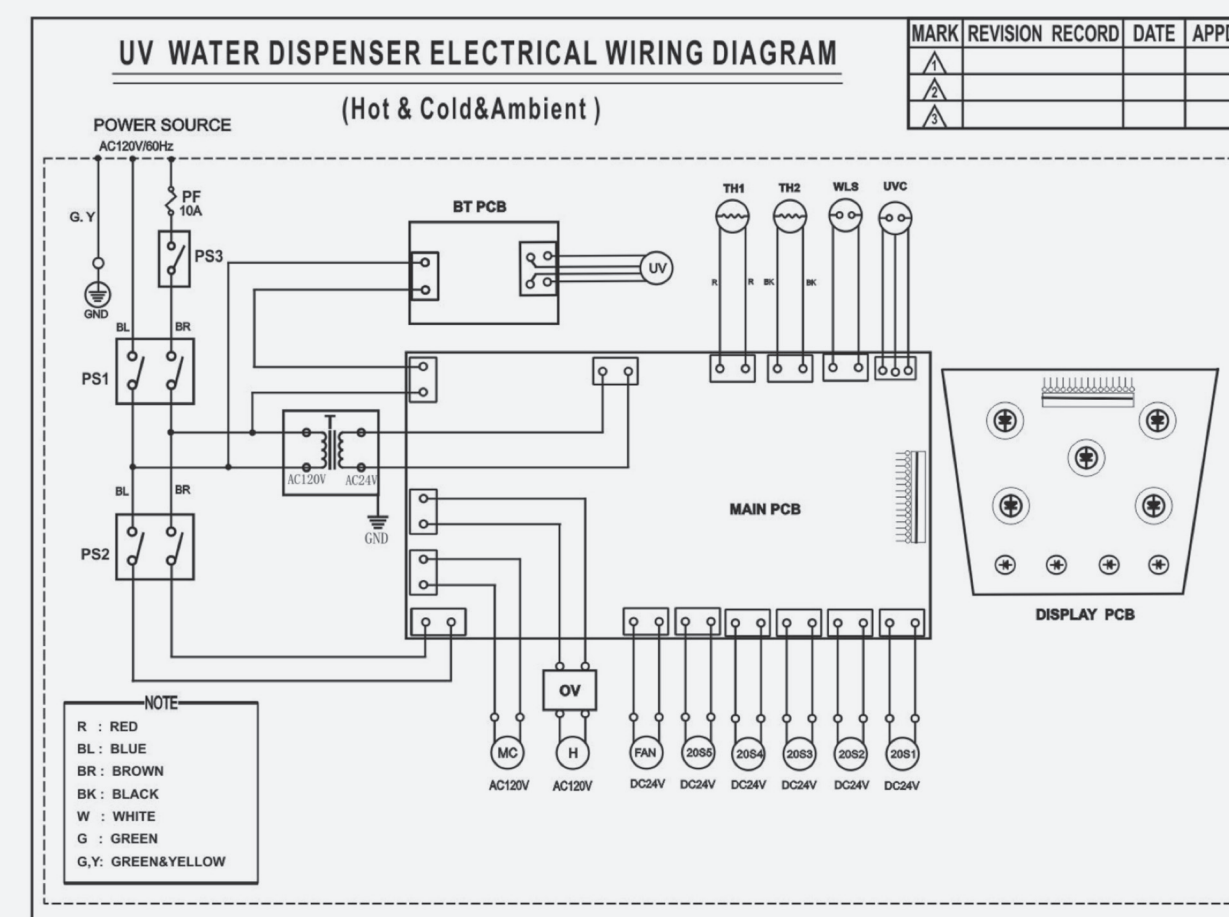 UV WATER DISPENSER ELECTRICAL WIRING DIAGRAM
(Hot & Cold&Ambient )
MARK REVISION RECORD DATE
1
2
3
POWER SOURCE
AC120V/60Hz
PF
10A
G. Y
PS3
GND
BL BR
PS1
BT PCB
UV
TH1 TH2 WLS UVC
R R BK BK
T
AC120V AC24V
GND
BL BR
PS2
MAIN PCB
DISPLAY PCB
OV
MC H FAN 20S5 20S4 20S3 20S2 20S1
AC120V AC120V DC24V DC24V DC24V DC24V DC24V DC24V
NOTE
R : RED
BL : BLUE
BR : BROWN
BK : BLACK
W : WHITE
G : GREEN
G,Y: GREEN&YELLOW